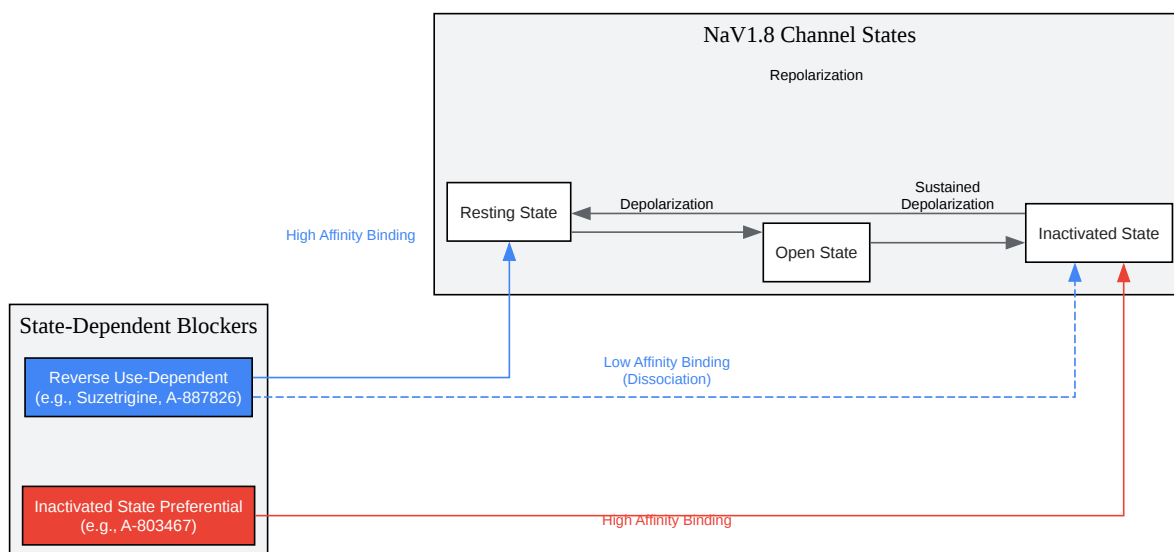 NaV1.8 Channel States
Repolarization
Sustained
Depolarization
Depolarization
Resting State
Open State
Inactivated State
High Affinity Binding
State-Dependent Blockers
Reverse Use-Dependent
(e.g., Suzetrigine, A-887826)
Low Affinity Binding
(Dissociation)
Inactivated State Preferential
(e.g., A-803467)
High Affinity Binding